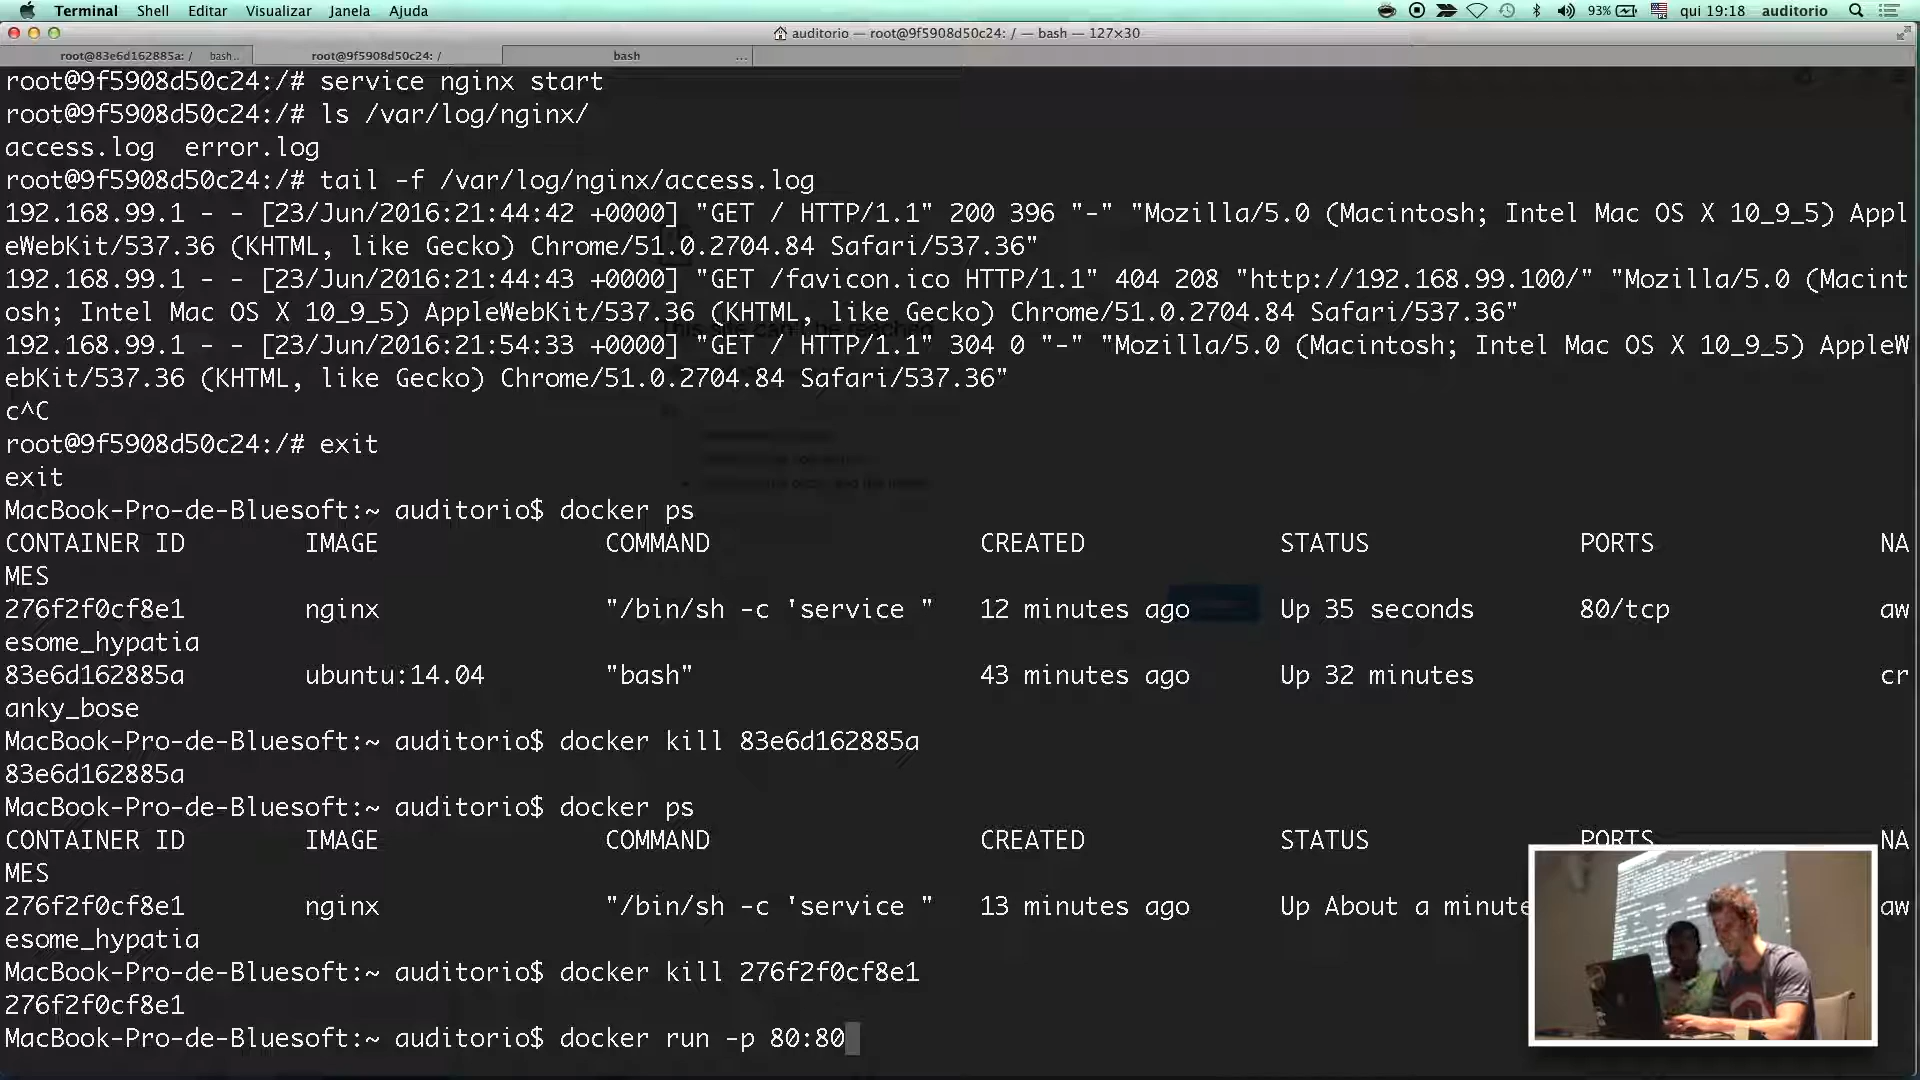 Terminal Shell Editar Visualizar Janela Ajuda 93% qui 19:18 auditorio
auditorio — root@9f5908d50c24: / — bash — 127×30
root@83e6d162885a: / bash... root@9f5908d50c24: / bash ...
root@9f5908d50c24:/# service nginx start
root@9f5908d50c24:/# ls /var/log/nginx/
access.log error.log
root@9f5908d50c24:/# tail -f /var/log/nginx/access.log
192.168.99.1 - - [23/Jun/2016:21:44:42 +0000] "GET / HTTP/1.1" 200 396 "-" "Mozilla/5.0 (Macintosh; Intel Mac OS X 10_9_5) Appl
eWebKit/537.36 (KHTML, like Gecko) Chrome/51.0.2704.84 Safari/537.36"
192.168.99.1 - - [23/Jun/2016:21:44:43 +0000] "GET /favicon.ico HTTP/1.1" 404 208 "http://192.168.99.100/" "Mozilla/5.0 (Macint
osh; Intel Mac OS X 10_9_5) AppleWebKit/537.36 (KHTML, like Gecko) Chrome/51.0.2704.84 Safari/537.36"
This site can't be reached
192.168.99.1 - - [23/Jun/2016:21:54:33 +0000] "GET / HTTP/1.1" 304 0 "-" "Mozilla/5.0 (Macintosh; Intel Mac OS X 10_9_5) AppleW
ebKit/537.36 (KHTML, like Gecko) Chrome/51.0.2704.84 Safari/537.36"
c^C
root@9f5908d50c24:/# exit
exit
MacBook-Pro-de-Bluesoft:~ auditorio$ docker ps
CONTAINER ID IMAGE COMMAND CREATED STATUS PORTS NA
MES
276f2f0cf8e1 nginx "/bin/sh -c 'service " 12 minutes ago Up 35 seconds 80/tcp aw
esome_hypatia
83e6d162885a ubuntu:14.04 "bash" 43 minutes ago Up 32 minutes cr
anky_bose
MacBook-Pro-de-Bluesoft:~ auditorio$ docker kill 83e6d162885a
83e6d162885a
MacBook-Pro-de-Bluesoft:~ auditorio$ docker ps
CONTAINER ID IMAGE COMMAND CREATED STATUS PORTS NA
MES
276f2f0cf8e1 nginx "/bin/sh -c 'service " 13 minutes ago Up About a minute aw
esome_hypatia
MacBook-Pro-de-Bluesoft:~ auditorio$ docker kill 276f2f0cf8e1
276f2f0cf8e1
MacBook-Pro-de-Bluesoft:~ auditorio$ docker run -p 80:80